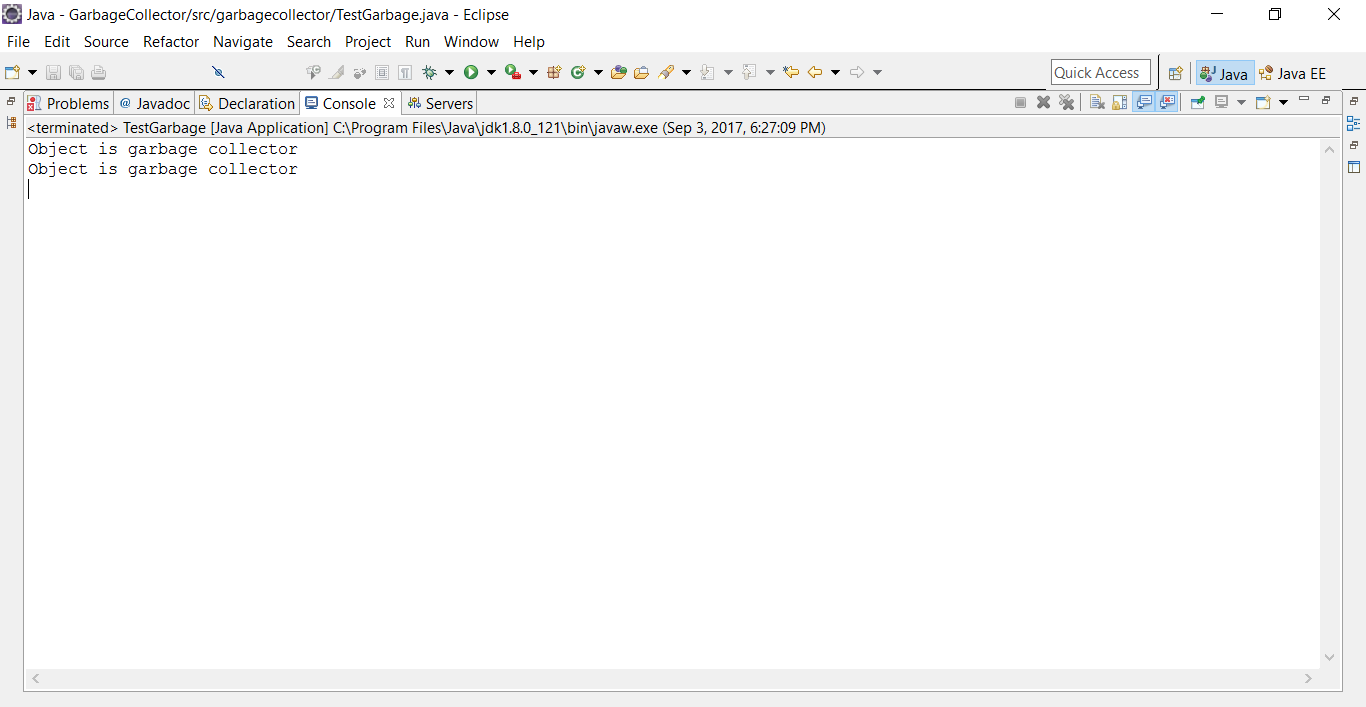 Java - GarbageCollector/src/garbagecollector/TestGarbage.java - Eclipse
File Edit Source Refactor Navigate Search Project Run Window Help
Quick Access Java Java EE
Problems @ Javadoc Declaration Console Servers
<terminated> TestGarbage [Java Application] C:\Program Files\Java\jdk1.8.0_121\bin\javaw.exe (Sep 3, 2017, 6:27:09 PM)
Object is garbage collector
Object is garbage collector